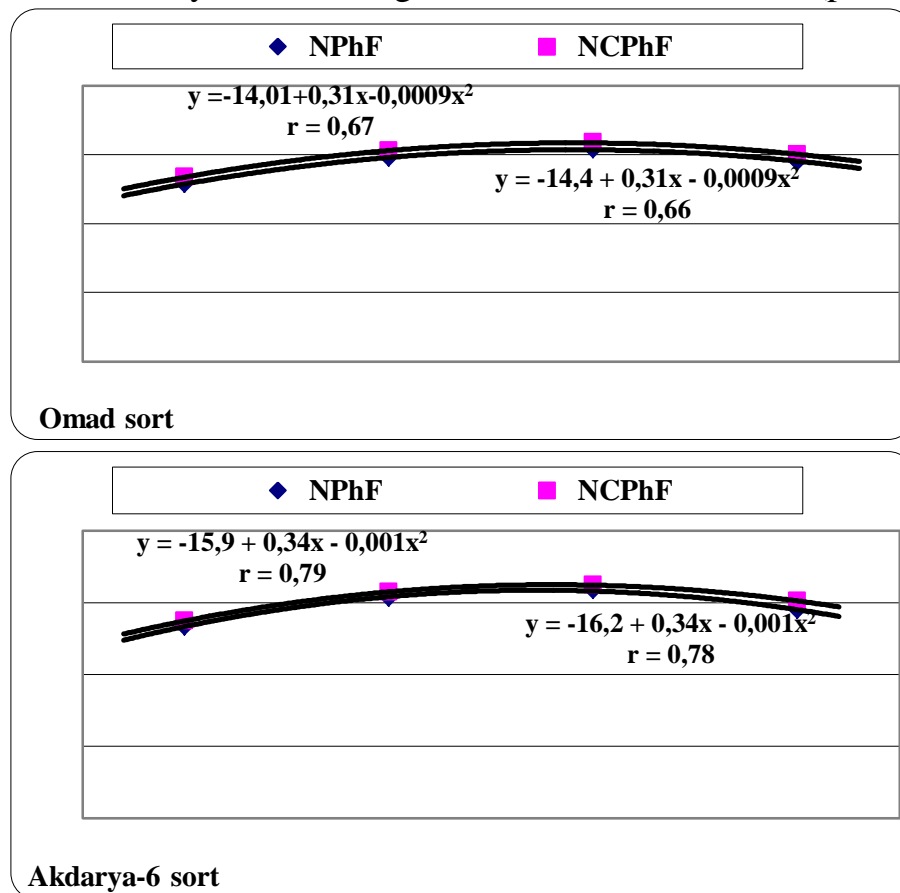 NPhF NCPhF
y =-14,01+0,31x-0,0009x²
r = 0,67
y = -14,4 + 0,31x - 0,0009x²
r = 0,66
Omad sort
NPhF NCPhF
y = -15,9 + 0,34x - 0,001x²
r = 0,79
y = -16,2 + 0,34x - 0,001x²
r = 0,78
Akdarya-6 sort